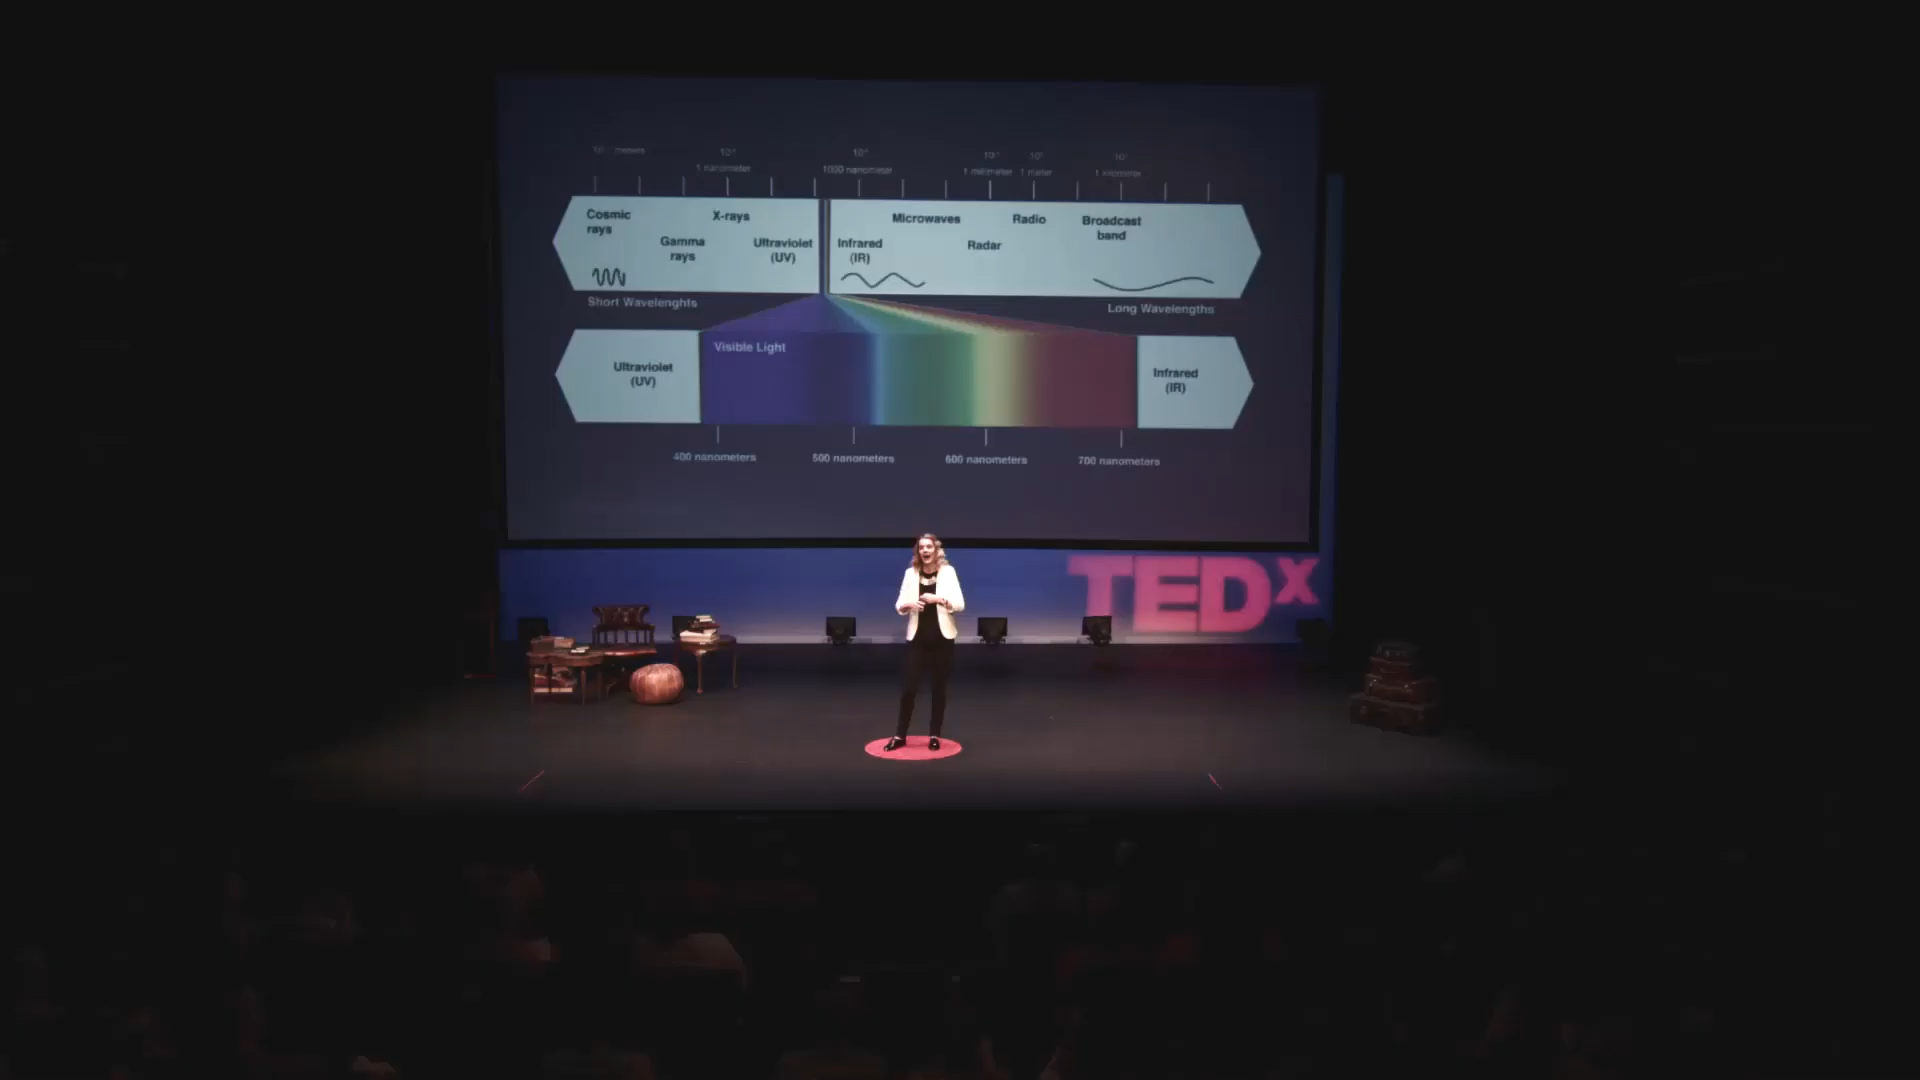 meters
1 nanometer
1000 nanometer
1 millimeter
1 meter
1 kilometer
Cosmic
rays
X-rays
Microwaves
Radio
Broadcast
band
Gamma
rays
Ultraviolet
(UV)
Infrared
(IR)
Radar
Short Wavelenghts
Long Wavelengths
Visible Light
Ultraviolet
(UV)
Infrared
(IR)
400 nanometers
500 nanometers
600 nanometers
700 nanometers
TEDx